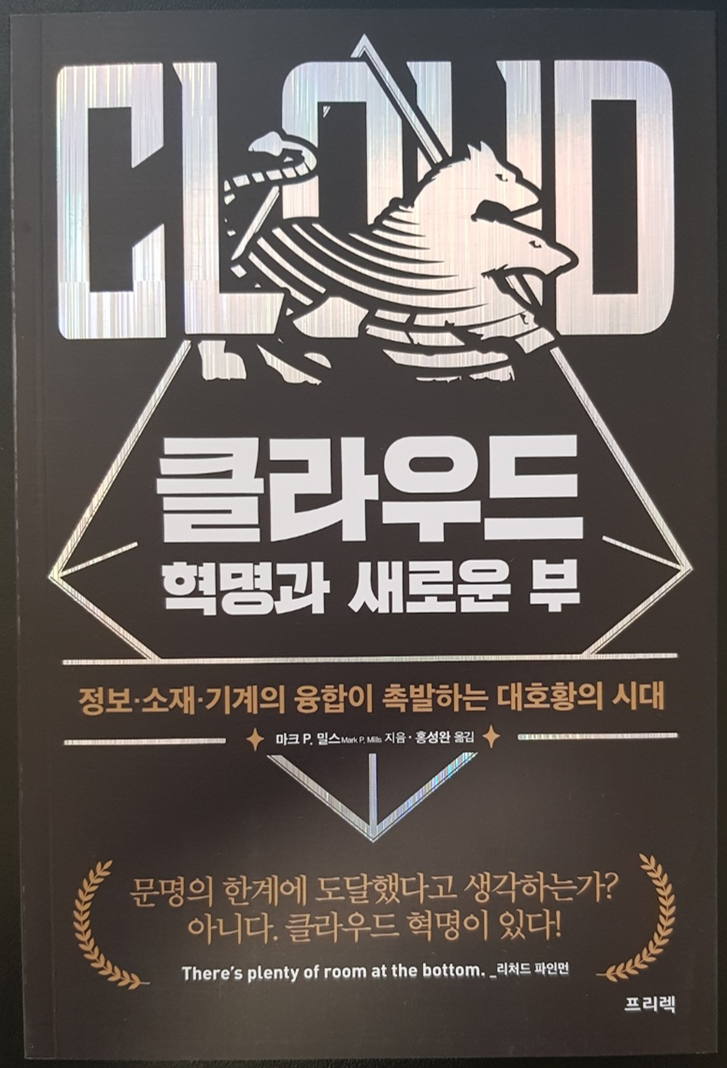 CLOUD
클라우드
혁명과 새로운 부
정보·소재·기계의 융합이 촉발하는 대호황의 시대
마크 P. 밀스 Mark P. Mills 지음 · 홍성완 옮김
문명의 한계에 도달했다고 생각하는가?
아니다. 클라우드 혁명이 있다!
There's plenty of room at the bottom. _리처드 파인먼
프리렉